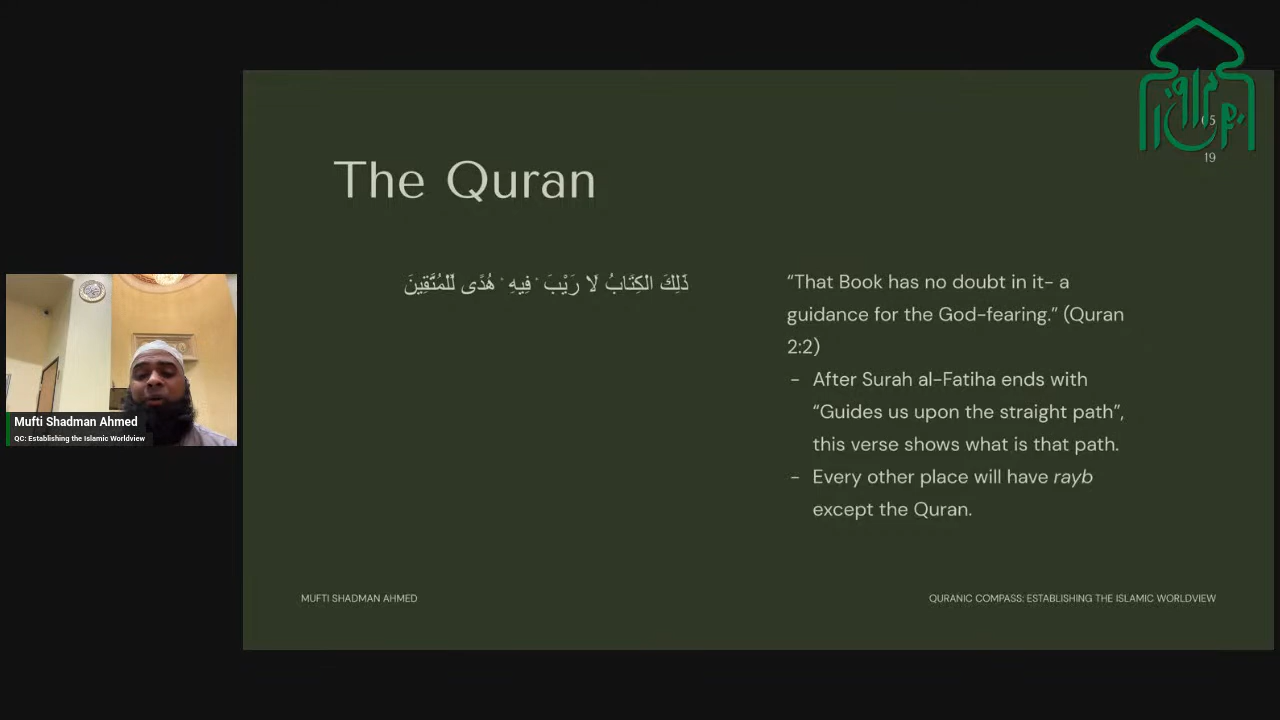 05
19
The Quran
ذَٰلِكَ الْكِتَابُ لَا رَيْبَ ۛ فِيهِ ۛ هُدًى لِّلْمُتَّقِينَ
“That Book has no doubt in it- a
guidance for the God-fearing.” (Quran
2:2)
- After Surah al-Fatiha ends with
“Guides us upon the straight path”,
this verse shows what is that path.
- Every other place will have rayb
except the Quran.
Mufti Shadman Ahmed
QC: Establishing the Islamic Worldview
MUFTI SHADMAN AHMED
QURANIC COMPASS: ESTABLISHING THE ISLAMIC WORLDVIEW